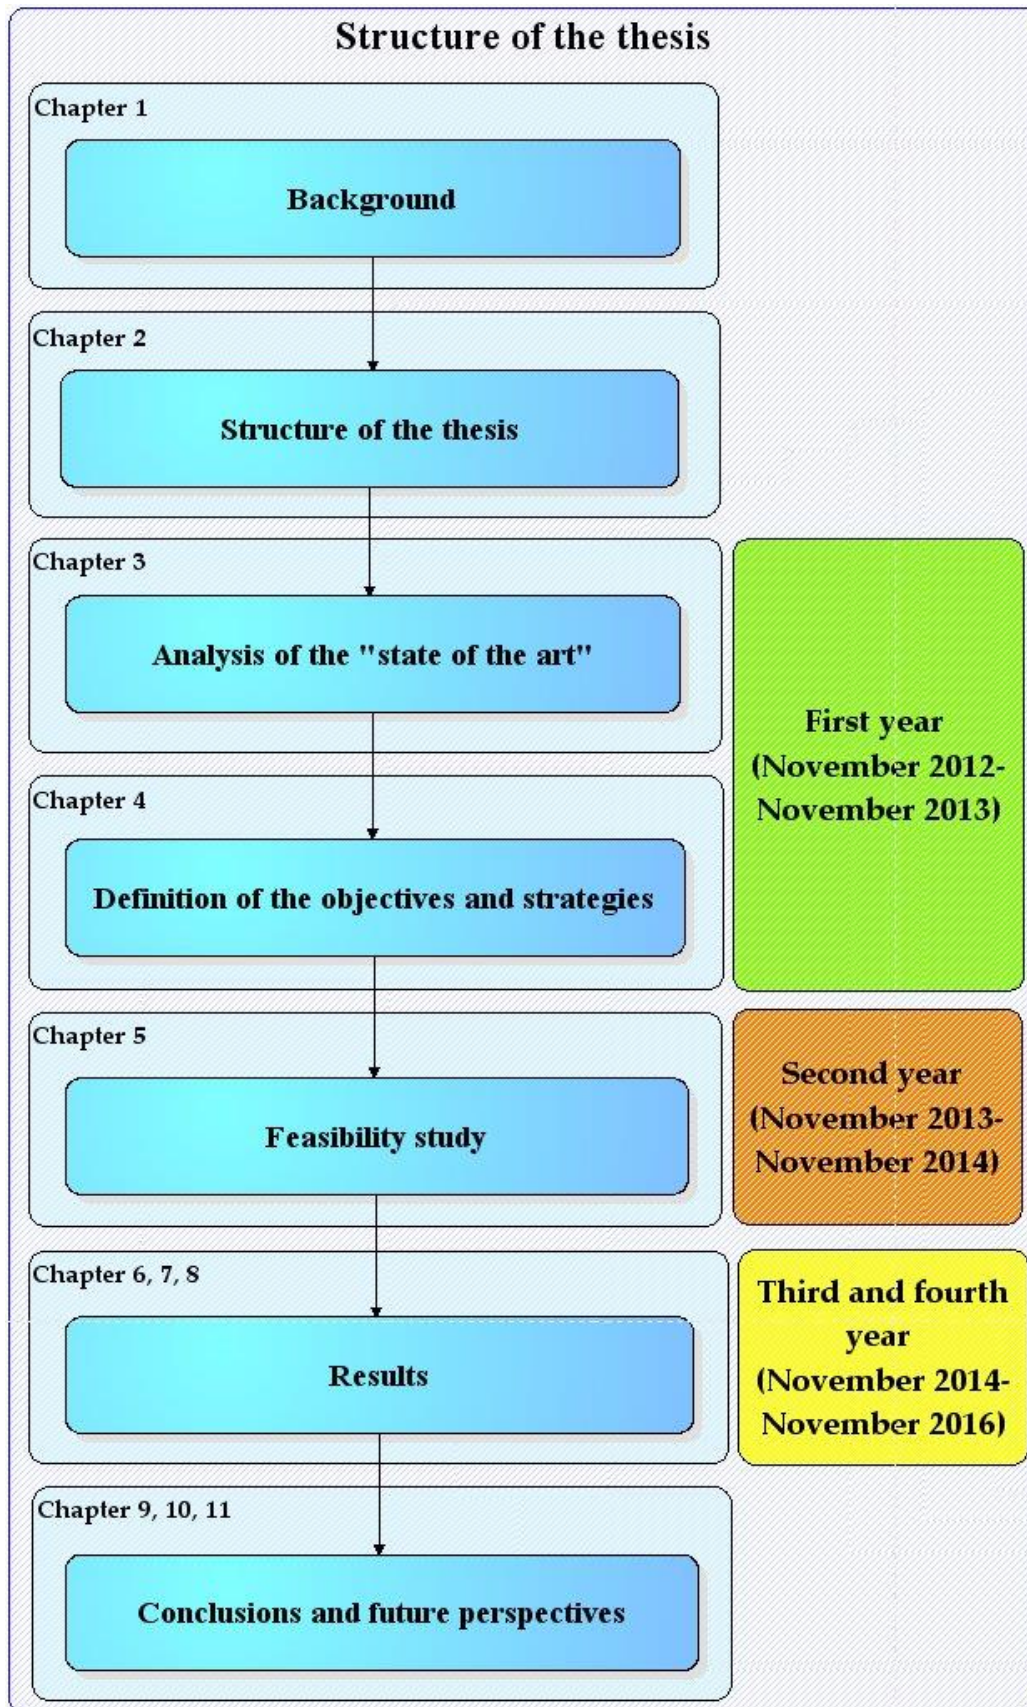 Structure of the thesis
Chapter 1
Background
Chapter 2
Structure of the thesis
Chapter 3
Analysis of the "state of the art"
First year
(November 2012-
November 2013)
Chapter 4
Definition of the objectives and strategies
Chapter 5
Feasibility study
Second year
(November 2013-
November 2014)
Chapter 6, 7, 8
Results
Third and fourth
year
(November 2014-
November 2016)
Chapter 9, 10, 11
Conclusions and future perspectives